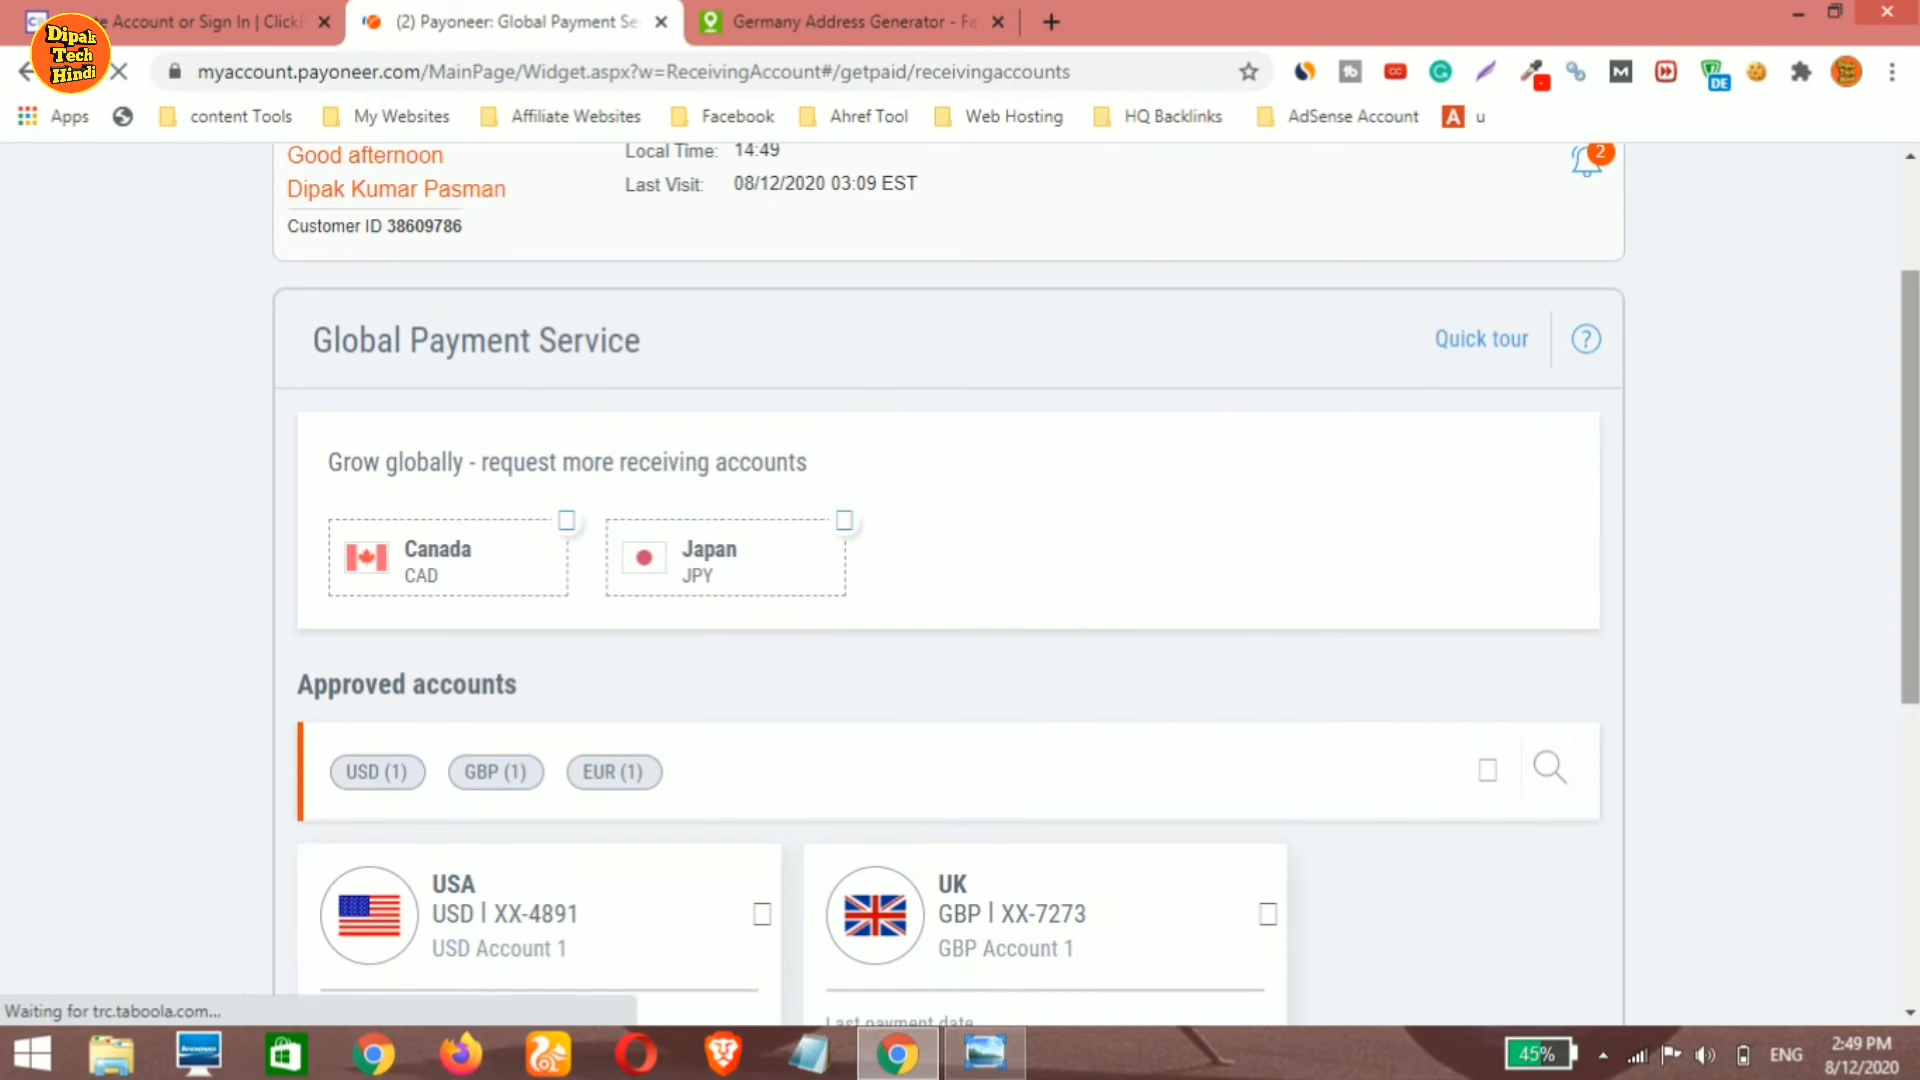 te Account or Sign In | Click
(2) Payoneer: Global Payment Se
Germany Address Generator - Fa
Dipak
Tech
Hindi
myaccount.payoneer.com/MainPage/Widget.aspx?w=ReceivingAccount#/getpaid/receivingaccounts
Apps
content Tools
My Websites
Affiliate Websites
Facebook
Ahref Tool
Web Hosting
HQ Backlinks
AdSense Account
A u
Good afternoon
Local Time: 14:49
2
Dipak Kumar Pasman
Last Visit: 08/12/2020 03:09 EST
Customer ID 38609786
Global Payment Service
Quick tour
?
Grow globally - request more receiving accounts
Canada
CAD
Japan
JPY
Approved accounts
USD (1)
GBP (1)
EUR (1)
USA
USD | XX-4891
USD Account 1
UK
GBP | XX-7273
GBP Account 1
Last payment date
Waiting for trc.taboola.com...
45%
ENG
2:49 PM
8/12/2020